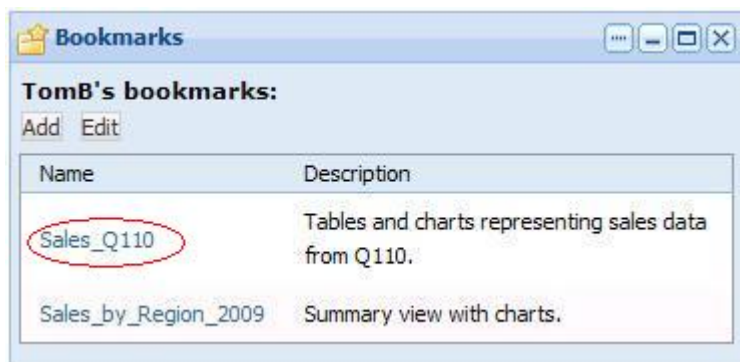 Bookmarks
TomB's bookmarks:
Add Edit
Name Description
Sales_Q110 Tables and charts representing sales data
from Q110.
Sales_by_Region_2009 Summary view with charts.